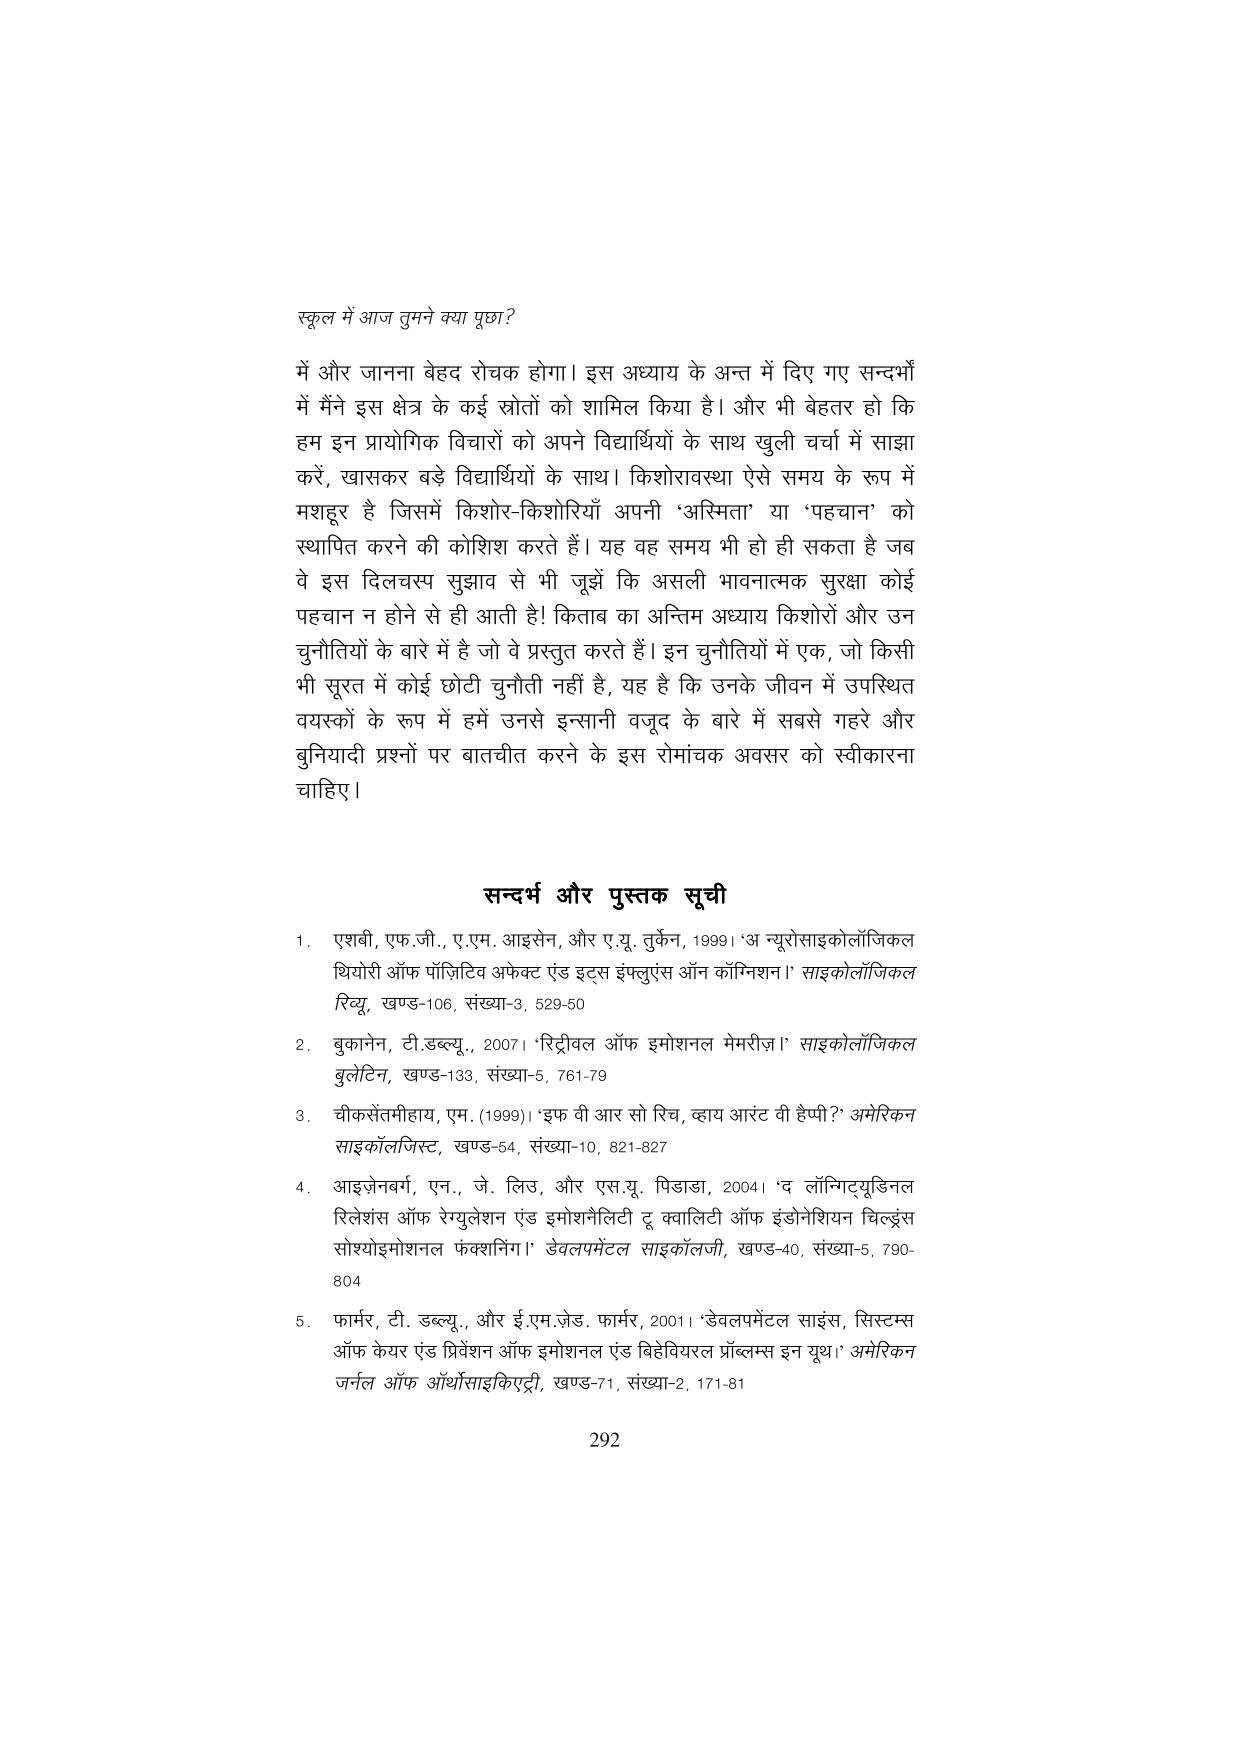 स्कूल में आज तुमने क्या पूछा?
में और जानना बेहद रोचक होगा। इस अध्याय के अन्त में दिए गए सन्दर्भों
में मैंने इस क्षेत्र के कई स्रोतों को शामिल किया है। और भी बेहतर हो कि
हम इन प्रायोगिक विचारों को अपने विद्यार्थियों के साथ खुली चर्चा में साझा
करें, खासकर बड़े विद्यार्थियों के साथ। किशोरावस्था ऐसे समय के रूप में
मशहूर है जिसमें किशोर-किशोरियाँ अपनी ‘अस्मिता’ या ‘पहचान’ को
स्थापित करने की कोशिश करते हैं। यह वह समय भी हो ही सकता है जब
वे इस दिलचस्प सुझाव से भी जूझें कि असली भावनात्मक सुरक्षा कोई
पहचान न होने से ही आती है! किताब का अन्तिम अध्याय किशोरों और उन
चुनौतियों के बारे में है जो वे प्रस्तुत करते हैं। इन चुनौतियों में एक, जो किसी
भी सूरत में कोई छोटी चुनौती नहीं है, यह है कि उनके जीवन में उपस्थित
वयस्कों के रूप में हमें उनसे इन्सानी वजूद के बारे में सबसे गहरे और
बुनियादी प्रश्नों पर बातचीत करने के इस रोमांचक अवसर को स्वीकारना
चाहिए।
सन्दर्भ और पुस्तक सूची
1. एशबी, एफ.जी., ए.एम. आइसेन, और ए.यू. तुर्केन, 1999। ‘अ न्यूरोसाइकोलॉजिकल
थियोरी ऑफ पॉज़िटिव अफेक्ट एंड इट्स इंफ्लुएंस ऑन कॉग्निशन।’ साइकोलॉजिकल
रिव्यू, खण्ड-106, संख्या-3, 529-50
2. बुकानेन, टी.डब्ल्यू., 2007। ‘रिट्रीवल ऑफ इमोशनल मेमरीज़।’ साइकोलॉजिकल
बुलेटिन, खण्ड-133, संख्या-5, 761-79
3. चीकसेंतमीहाय, एम. (1999)। ‘इफ वी आर सो रिच, व्हाय आरंट वी हैप्पी?’ अमेरिकन
साइकॉलजिस्ट, खण्ड-54, संख्या-10, 821-827
4. आइज़ेनबर्ग, एन., जे. लिउ, और एस.यू. पिडाडा, 2004। ‘द लॉन्गिट्यूडिनल
रिलेशंस ऑफ रेग्युलेशन एंड इमोशनैलिटी टू क्वालिटी ऑफ इंडोनेशियन चिल्ड्रंस
सोश्योइमोशनल फंक्शनिंग।’ डेवलपमेंटल साइकॉलजी, खण्ड-40, संख्या-5, 790-
804
5. फार्मर, टी. डब्ल्यू., और ई.एम.ज़ेड. फार्मर, 2001। ‘डेवलपमेंटल साइंस, सिस्टम्स
ऑफ केयर एंड प्रिवेंशन ऑफ इमोशनल एंड बिहेवियरल प्रॉब्लम्स इन यूथ।’ अमेरिकन
जर्नल ऑफ ऑर्थोसाइकिएट्री, खण्ड-71, संख्या-2, 171-81
292